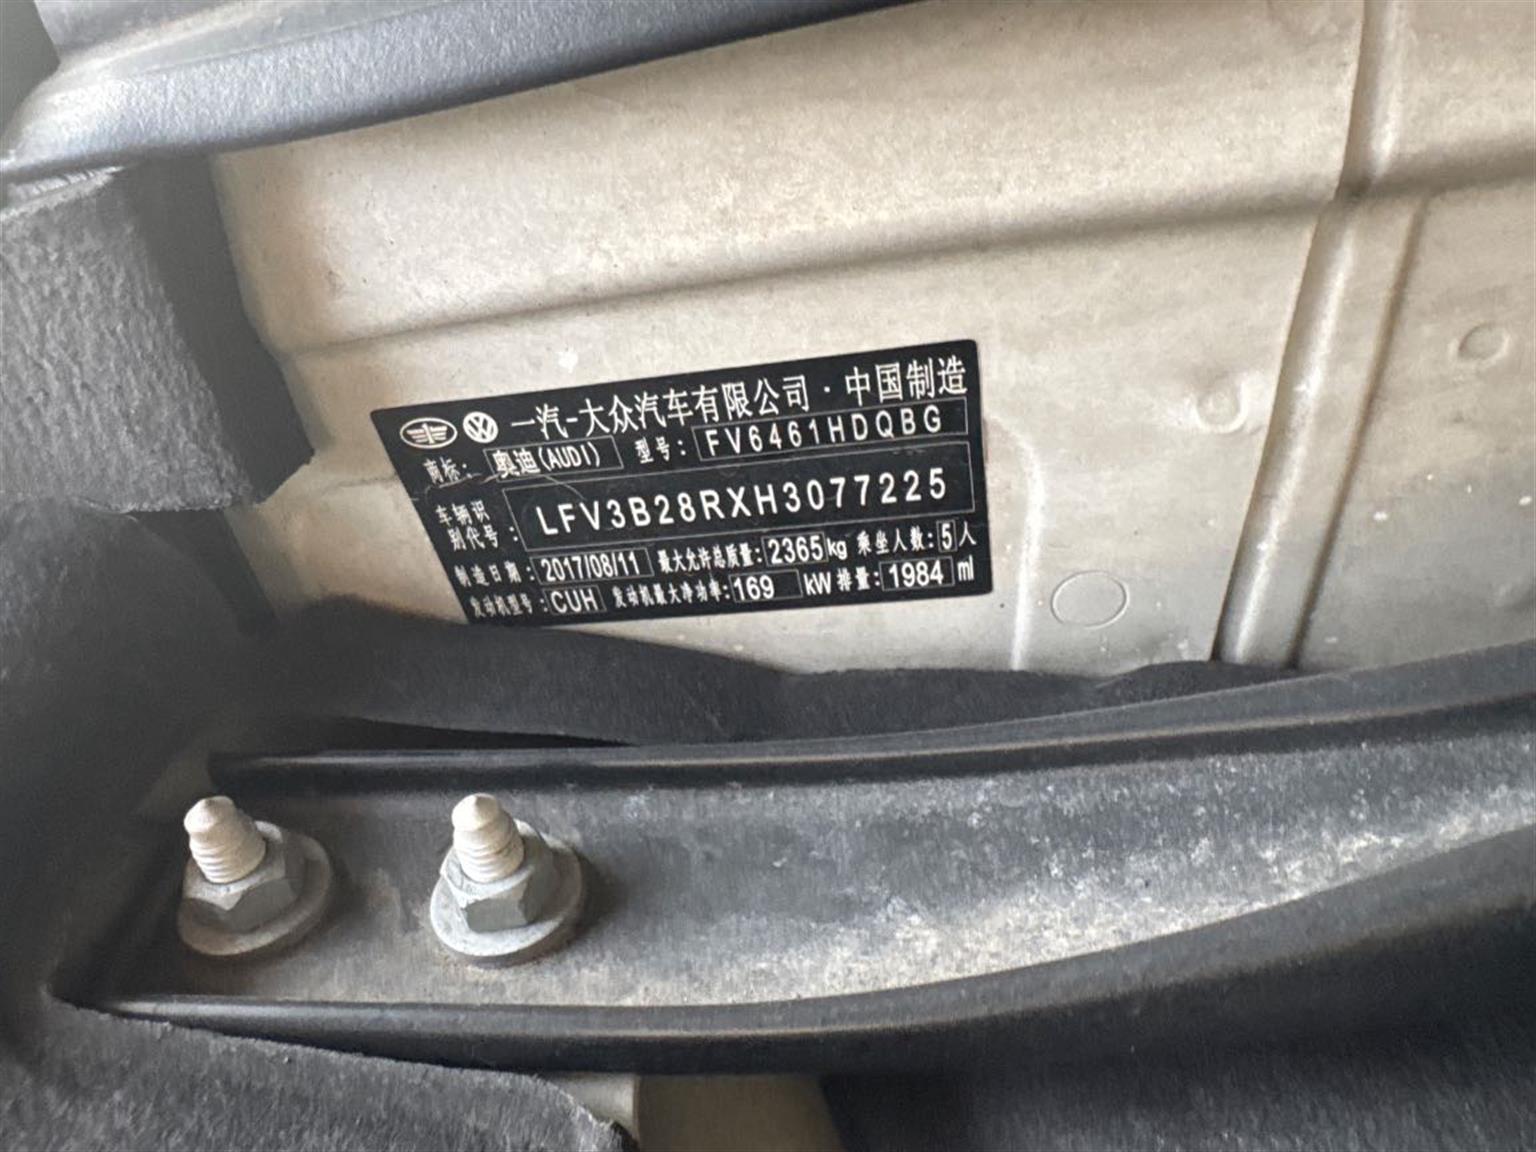 一汽-大众汽车有限公司·中国制造
商标: 奥迪(AUDI) 型号: FV6461HDQBG
车辆识别代号: LFV3B28RXH3077225
制造日期: 2017/08/11 最大允许总质量: 2365kg 乘坐人数: 5人
发动机型号: CUH 发动机最大净功率: 169 kW 排量: 1984 ml